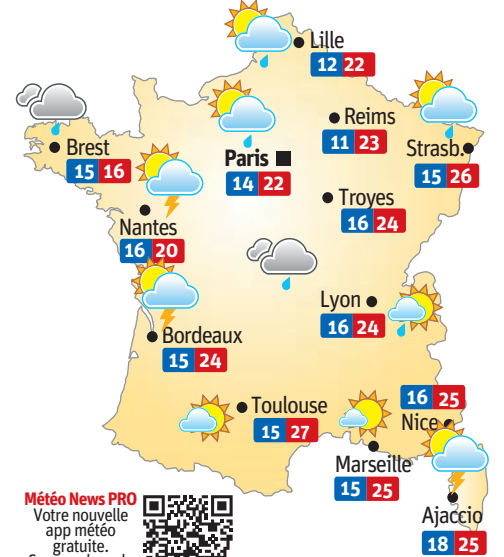 Lille
12 22
Reims
11 23
Strasb.
15 26
Brest
15 16
Paris
14 22
Troyes
16 24
Nantes
16 20
Lyon
16 24
Bordeaux
15 24
16 25
Nice
Toulouse
15 27
Marseille
15 25
Ajaccio
18 25
Météo News PRO
Votre nouvelle
app météo
gratuite.